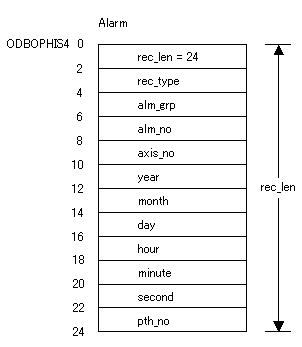 Alarm
ODBOPHIS4 0
rec_len = 24
2
rec_type
4
alm_grp
6
alm_no
8
axis_no
10
year
12
month
rec_len
14
day
16
hour
18
minute
20
second
22
pth_no
24